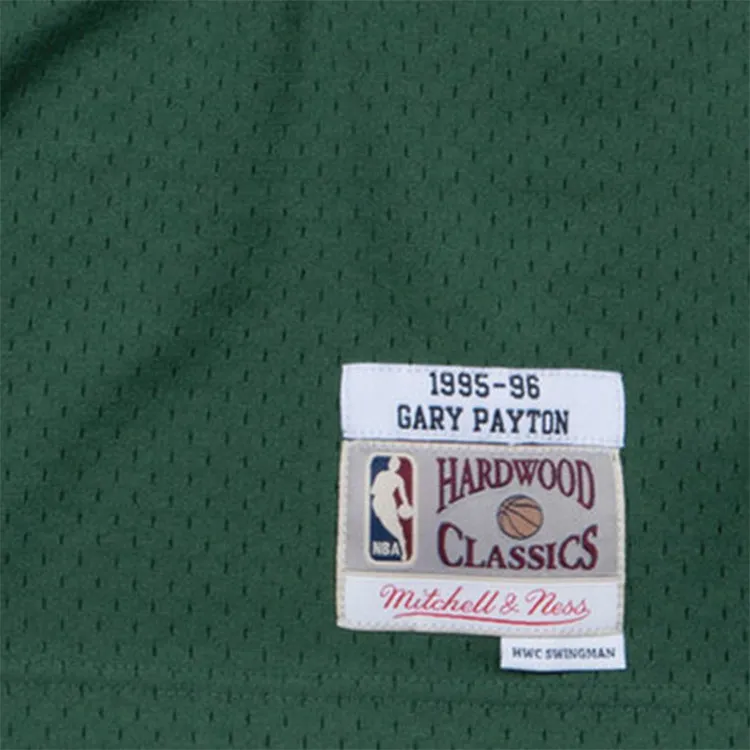 1995-96
GARY PAYTON
HARDWOOD
CLASSICS
NBA
Mitchell & Ness
HWC SWINGMAN